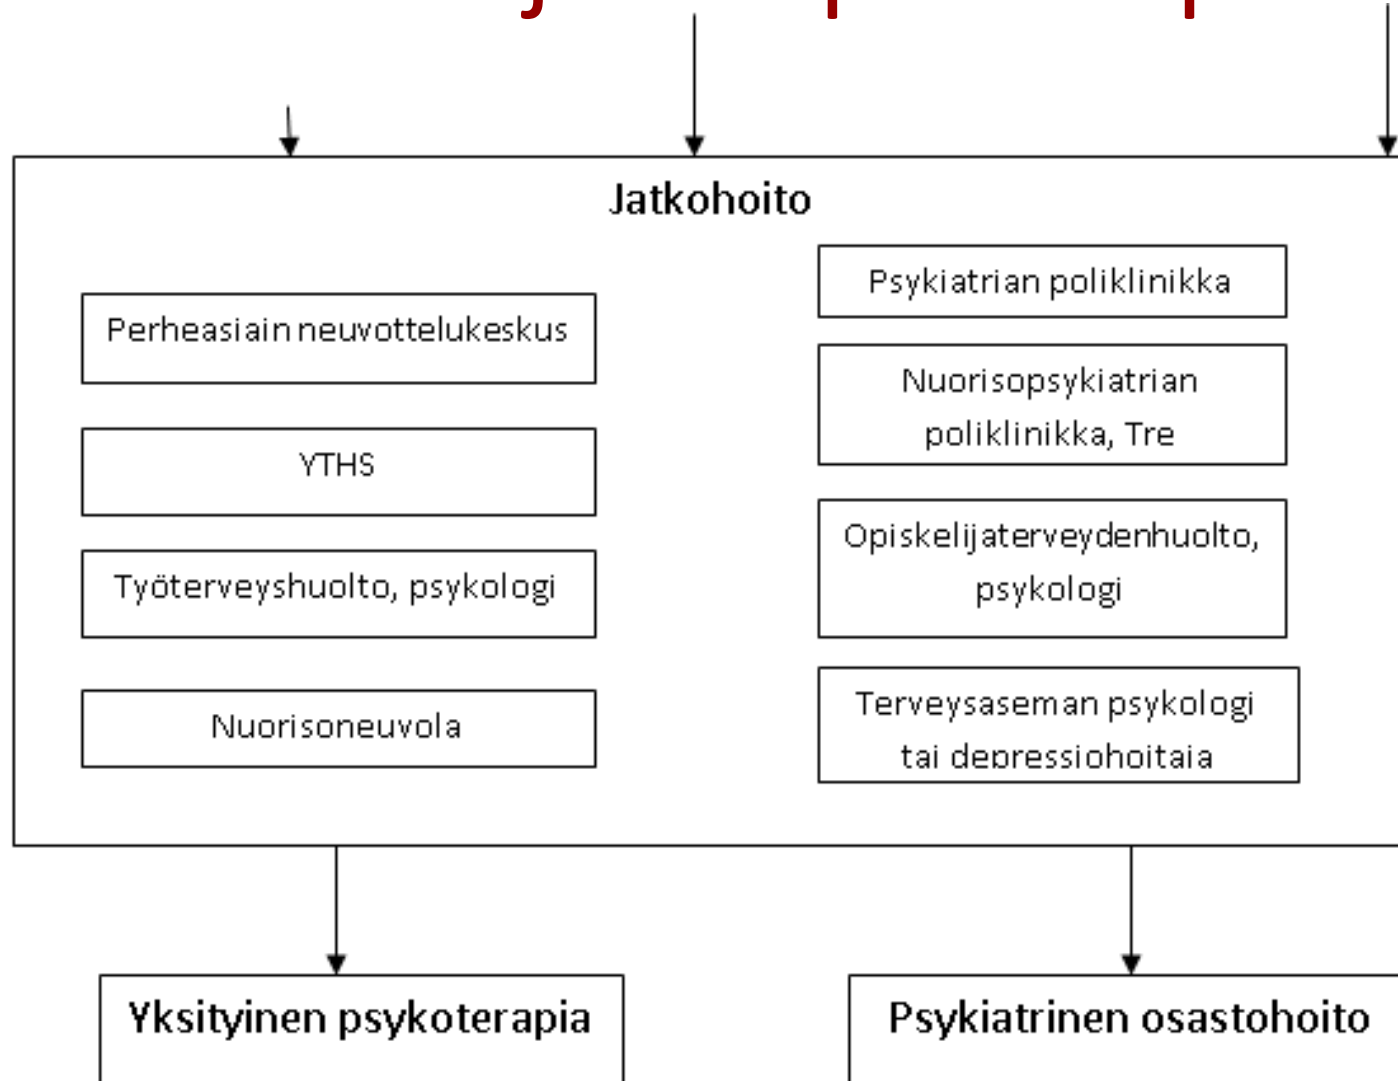 Jatkohoito
Perheasiain neuvottelukeskus
YTHS
Työterveyshuolto, psykologi
Nuorisoneuvola
Psykiatrian poliklinikka
Nuorisopsykiatrian
poliklinikka, Tre
Opiskelijaterveydenhuolto,
psykologi
Terveysaseman psykologi
tai depressiohoitaja
Yksityinen psykoterapia
Psykiatrinen osastohoito